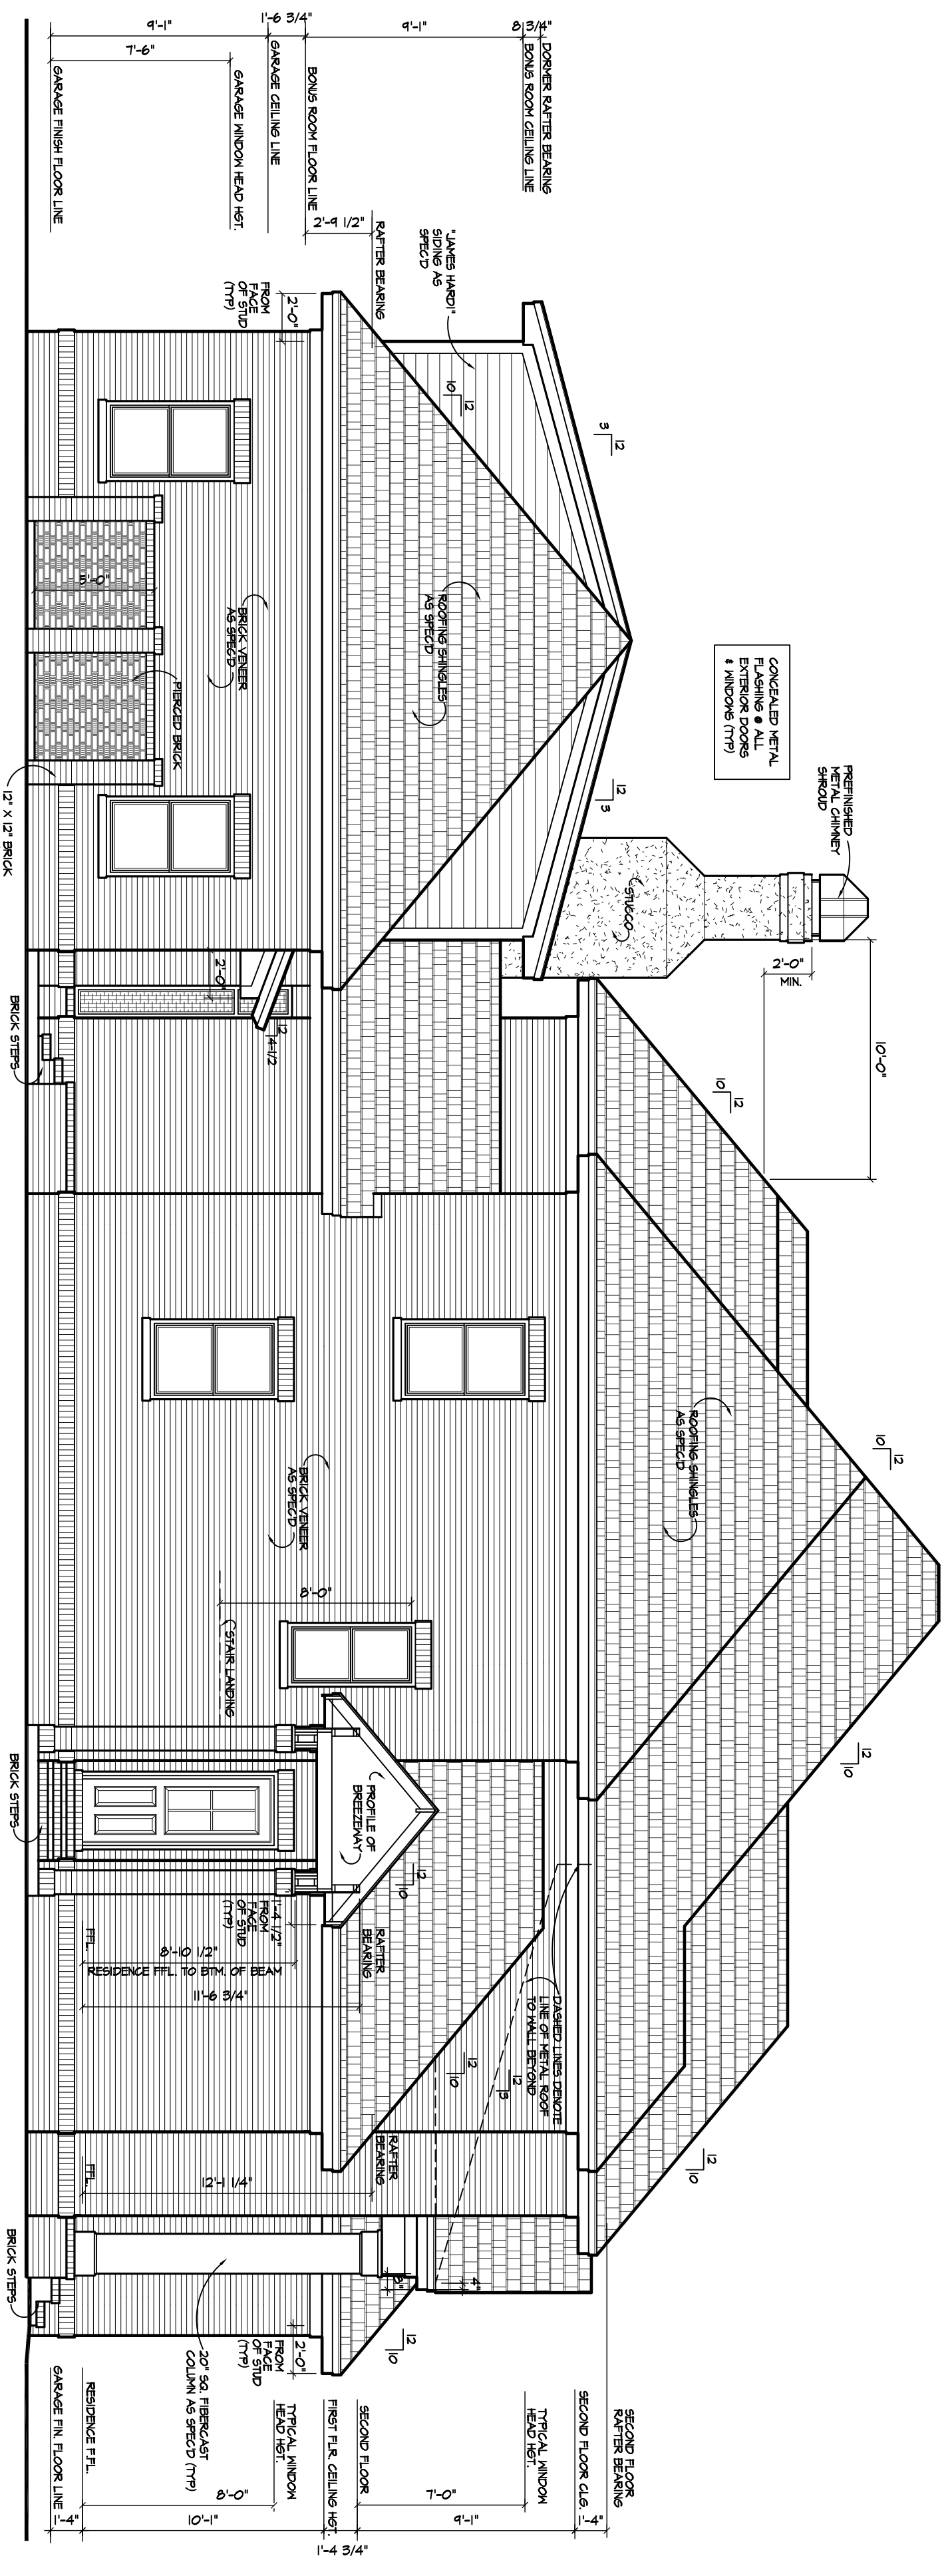 9'-1"
7'-6"
1'-6 3/4"
9'-1"
8 3/4"
DORMER RAFTER BEARING
BONUS ROOM CEILING LINE
BONUS ROOM FLOOR LINE
GARAGE CEILING LINE
GARAGE WINDOW HEAD HGT.
GARAGE FINISH FLOOR LINE
2'-9 1/2"
RAFTER BEARING
"JAMES HARDI"
SIDING AS
SPEC'D
2'-0"
FROM
FACE
OF STUD
(TYP)
12
10
12
3
ROOFING SHINGLES
AS SPEC'D
BRICK VENEER
AS SPEC'D
5'-0"
PIERCED BRICK
12" X 12" BRICK
CONCEALED METAL
FLASHING @ ALL
EXTERIOR DOORS
& WINDOWS (TYP)
PREFINISHED
METAL CHIMNEY
SHROUD
12
3
STUCCO
2'-0"
MIN.
10'-0"
2'-0"
12
4-1/2
BRICK STEPS
12
10
ROOFING SHINGLES
AS SPEC'D
12
10
BRICK VENEER
AS SPEC'D
8'-0"
STAIR LANDING
BRICK STEPS
PROFILE OF
BREEZEWAY
12
10
12
10
1'-4 1/2"
FROM
FACE
OF STUD
(TYP)
RAFTER
BEARING
FFL.
8'-10 1/2"
RESIDENCE FFL. TO BTM. OF BEAM
11'-6 3/4"
DASHED LINES DENOTE
LINE OF METAL ROOF
TO WALL BEYOND
12
10
12
3
12
10
RAFTER
BEARING
FFL.
12'-1 1/4"
BRICK STEPS
3"
4"
12
10
2'-0"
FROM
FACE
OF STUD
(TYP)
20" SQ. FIBERCAST
COLUMN AS SPEC'D (TYP)
SECOND FLOOR
RAFTER BEARING
SECOND FLOOR CLG.
TYPICAL WINDOW
HEAD HGT.
SECOND FLOOR
FIRST FLR. CEILING HGT.
TYPICAL WINDOW
HEAD HGT.
RESIDENCE F.FL.
GARAGE FIN. FLOOR LINE
1'-4"
8'-0"
10'-1"
1'-4 3/4"
7'-0"
9'-1"
1'-4"